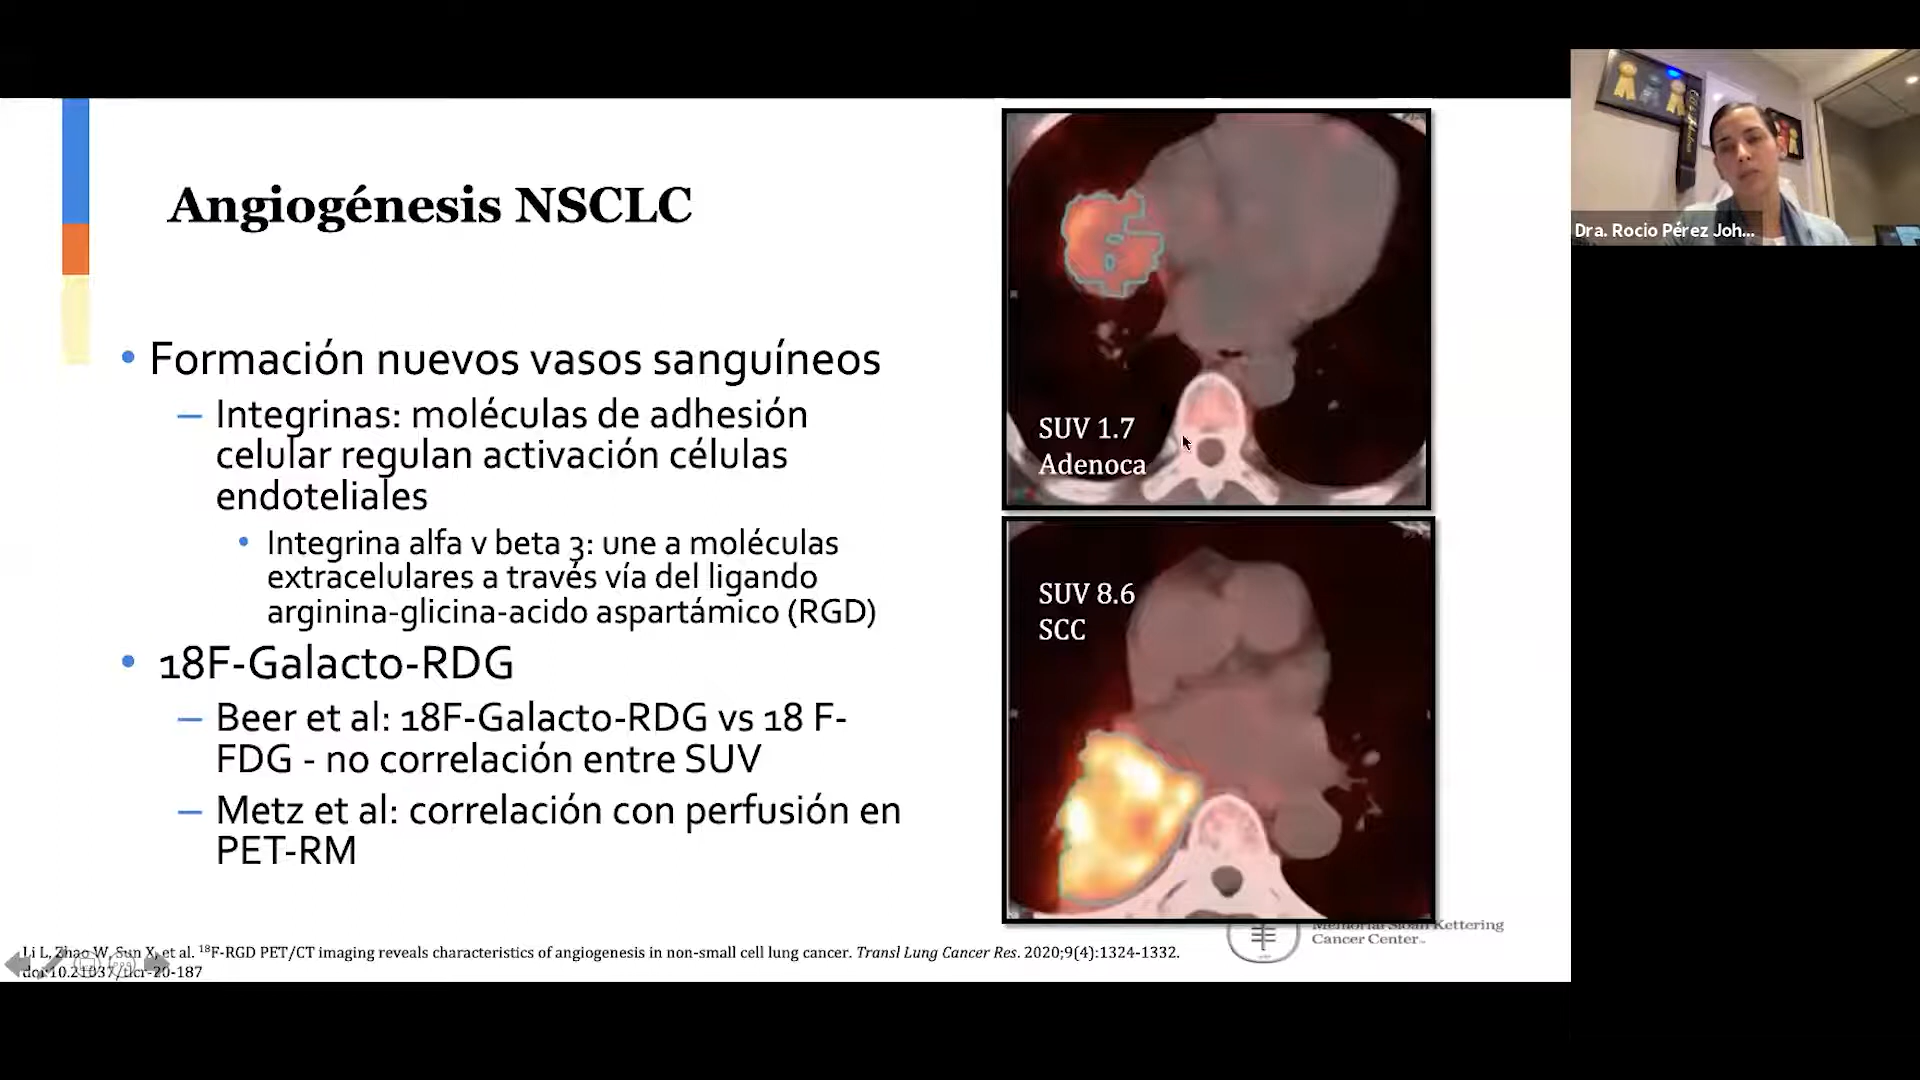 Angiogénesis NSCLC
• Formación nuevos vasos sanguíneos
– Integrinas: moléculas de adhesión
celular regulan activación células
endoteliales
• Integrina alfa v beta 3: une a moléculas
extracelulares a través vía del ligando
arginina-glicina-acido aspartámico (RGD)
• 18F-Galacto-RDG
– Beer et al: 18F-Galacto-RDG vs 18 F-
FDG - no correlación entre SUV
– Metz et al: correlación con perfusión en
PET-RM
SUV 1.7
Adenoca
SUV 8.6
SCC
Memorial Sloan Kettering
Cancer Center
Li L, Zhao W, Sun X, et al. ¹⁸F-RGD PET/CT imaging reveals characteristics of angiogenesis in non-small cell lung cancer. Transl Lung Cancer Res. 2020;9(4):1324-1332.
doi:10.21037/tlcr-20-187
Dra. Rocio Pérez Joh...